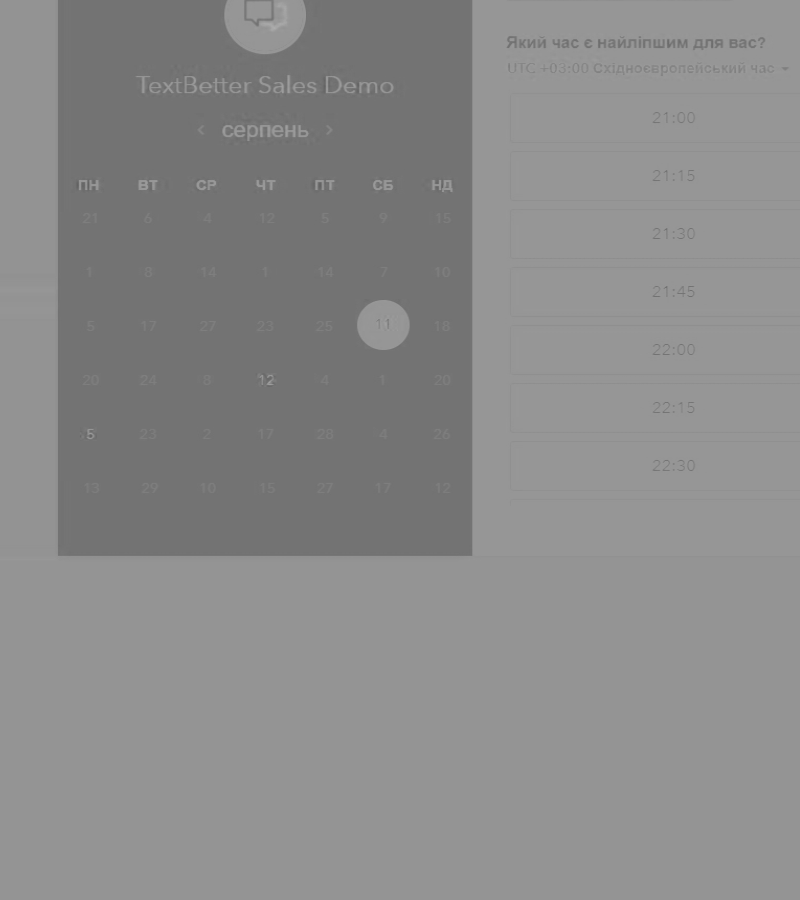 TextBetter Sales Demo
‹ серпень ›
ПН ВТ СР ЧТ ПТ СБ НД
21 6 4 12 5 9 15
1 8 14 1 14 7 10
5 17 27 23 25 11 18
20 24 8 12 4 1 20
5 23 2 17 28 4 26
13 29 10 15 27 17 12
Який час є найліпшим для вас?
UTC +03:00 Східноєвропейський час
21:00
21:15
21:30
21:45
22:00
22:15
22:30